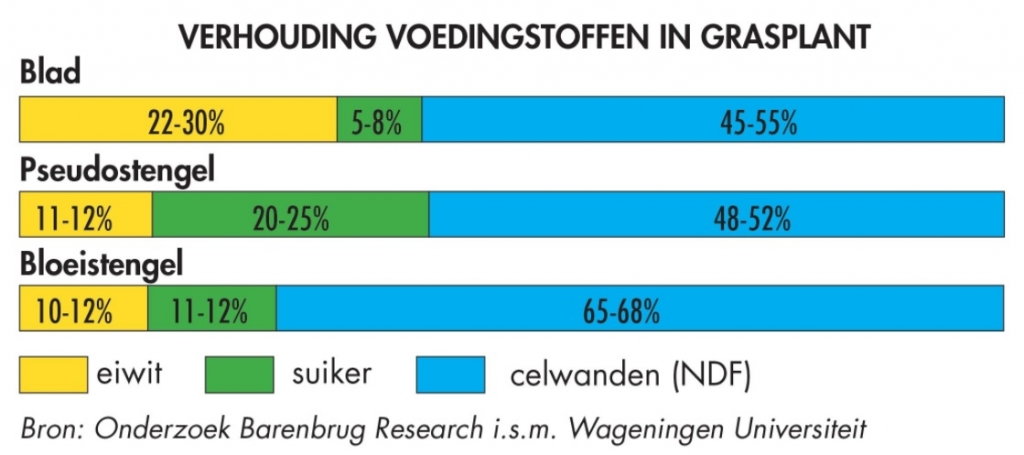 VERHOUDING VOEDINGSTOFFEN IN GRASPLANT
Blad
22-30% 5-8% 45-55%
Pseudostengel
11-12% 20-25% 48-52%
Bloeistengel
10-12% 11-12% 65-68%
eiwit suiker celwanden (NDF)
Bron: Onderzoek Barenbrug Research i.s.m. Wageningen Universiteit